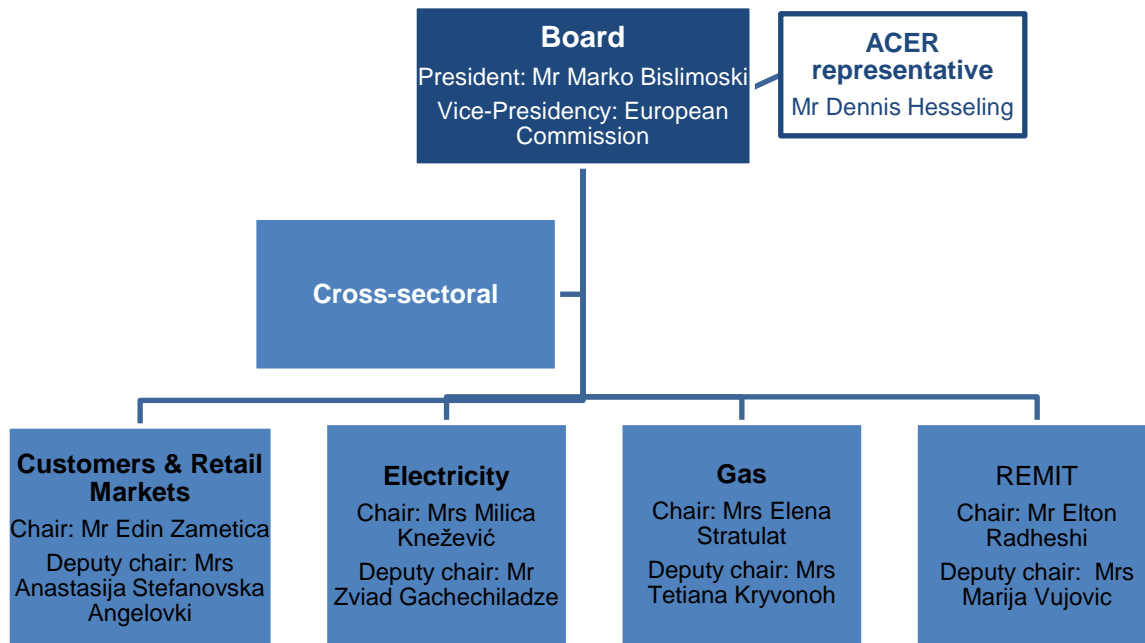 Board
President: Mr Marko Bislimoski
Vice-Presidency: European
Commission
ACER
representative
Mr Dennis Hesseling
Cross-sectoral
Customers & Retail
Markets
Chair: Mr Edin Zametica
Deputy chair: Mrs
Anastasija Stefanovska
Angelovki
Electricity
Chair: Mrs Milica
Knežević
Deputy chair: Mr
Zviad Gachechiladze
Gas
Chair: Mrs Elena
Stratulat
Deputy chair: Mrs
Tetiana Kryvonoh
REMIT
Chair: Mr Elton
Radheshi
Deputy chair:  Mrs
Marija Vujovic